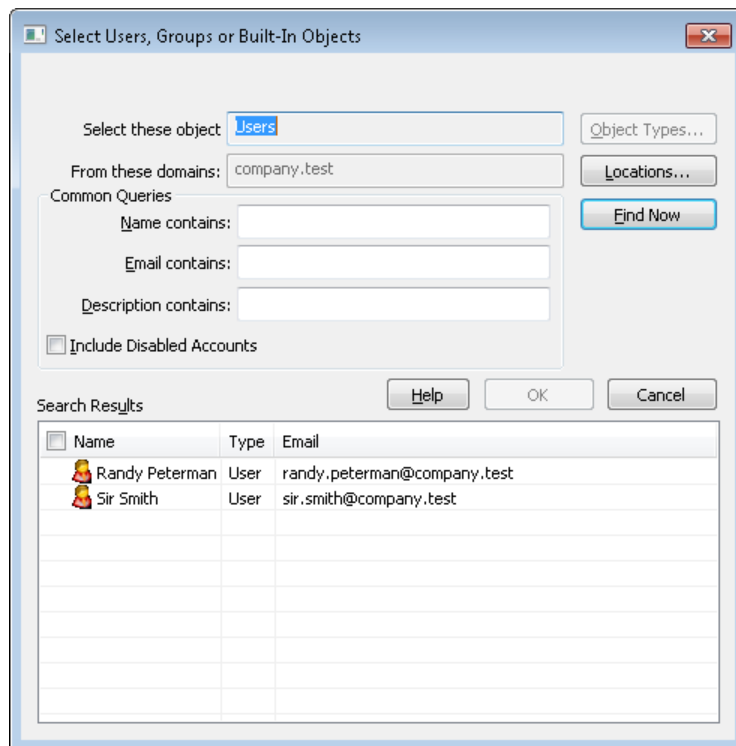 Select Users, Groups or Built-In Objects
Select these object Users Object Types...
From these domains: company.test Locations...
Common Queries
Name contains: Find Now
Email contains:
Description contains:
Include Disabled Accounts
Search Results Help OK Cancel
Name Type Email
Randy Peterman User randy.peterman@company.test
Sir Smith User sir.smith@company.test